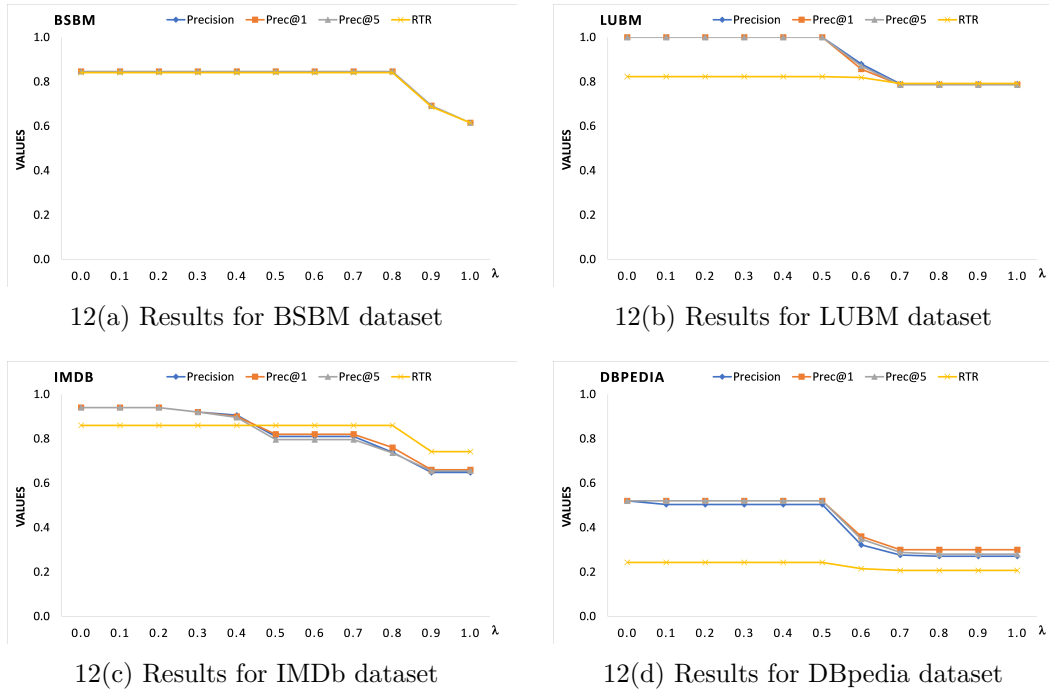 BSBM Precision Prec@1 Prec@5 RTR
1.0
0.8
0.6
0.4
0.2
0.0
VALUES
0.0 0.1 0.2 0.3 0.4 0.5 0.6 0.7 0.8 0.9 1.0 λ
12(a) Results for BSBM dataset
LUBM Precision Prec@1 Prec@5 RTR
1.0
0.8
0.6
0.4
0.2
0.0
VALUES
0.0 0.1 0.2 0.3 0.4 0.5 0.6 0.7 0.8 0.9 1.0 λ
12(b) Results for LUBM dataset
IMDB Precision Prec@1 Prec@5 RTR
1.0
0.8
0.6
0.4
0.2
0.0
VALUES
0.0 0.1 0.2 0.3 0.4 0.5 0.6 0.7 0.8 0.9 1.0 λ
12(c) Results for IMDb dataset
DBPEDIA Precision Prec@1 Prec@5 RTR
1.0
0.8
0.6
0.4
0.2
0.0
VALUES
0.0 0.1 0.2 0.3 0.4 0.5 0.6 0.7 0.8 0.9 1.0 λ
12(d) Results for DBpedia dataset